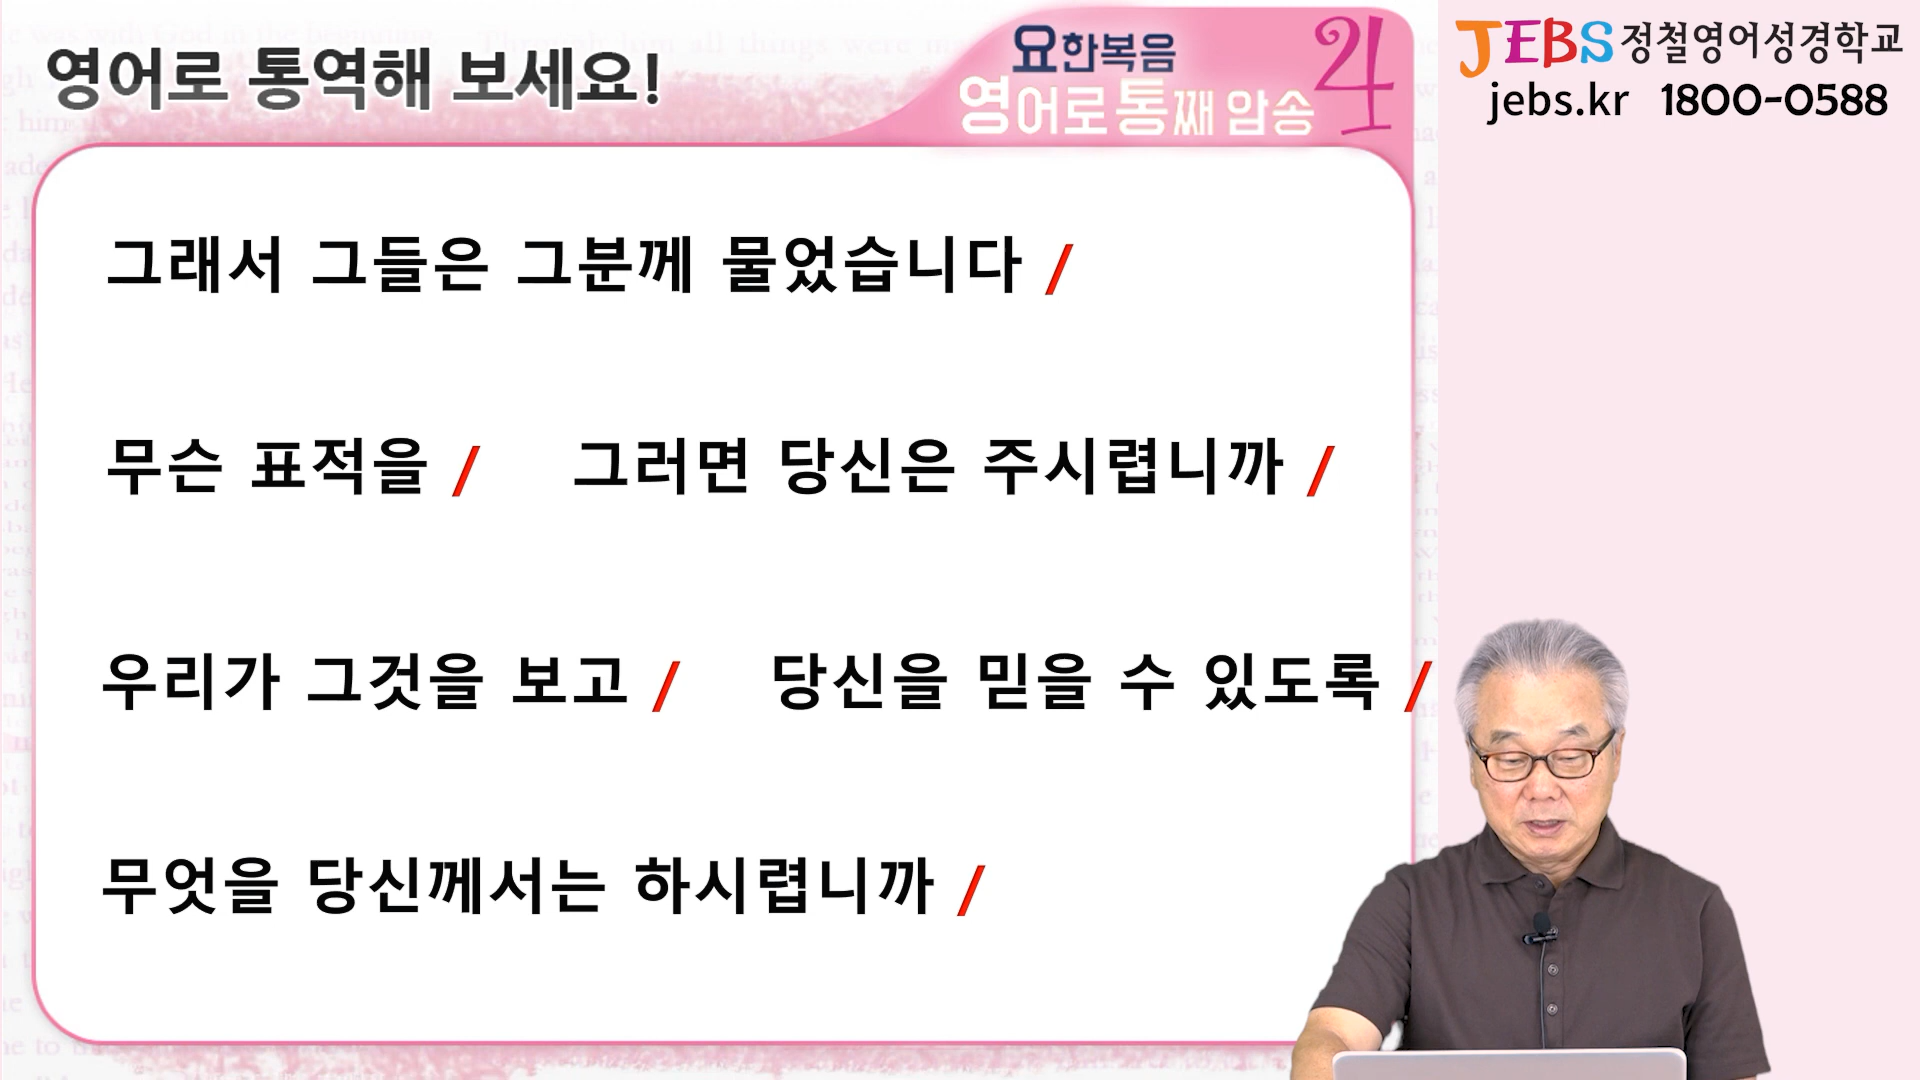 영어로 통역해 보세요!
요한복음
영어로 통째 암송 4
JEBS 정철영어성경학교
jebs.kr 1800-0588
그래서 그들은 그분께 물었습니다 /
무슨 표적을 / 그러면 당신은 주시렵니까 /
우리가 그것을 보고 / 당신을 믿을 수 있도록 /
무엇을 당신께서는 하시렵니까 /